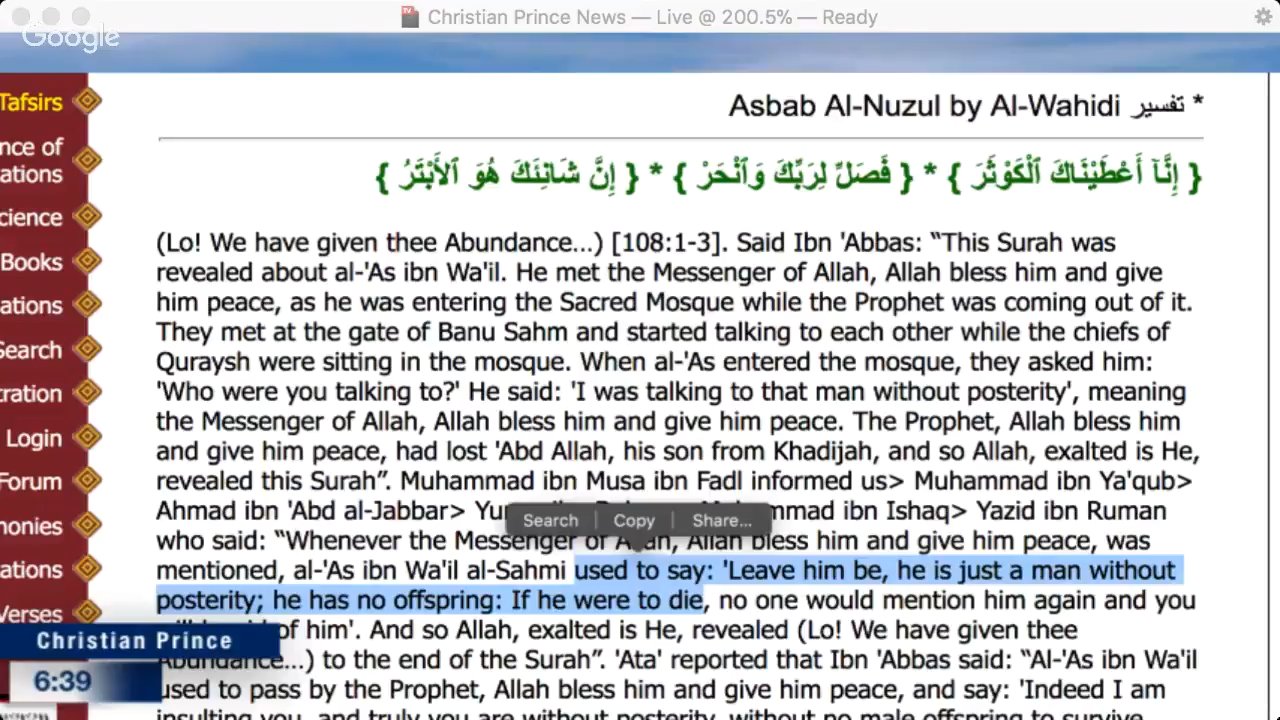 Christian Prince News — Live @ 200.5% — Ready
Google
Tafsirs
nce of
ations
cience
Books
ations
Search
tration
Login
Forum
nonies
ations
Verses
Asbab Al-Nuzul by Al-Wahidi تفسير *
{ إِنَّآ أَعْطَيْنَاكَ ٱلْكَوْثَرَ } * { فَصَلِّ لِرَبِّكَ وَٱنْحَرْ } * { إِنَّ شَانِئَكَ هُوَ ٱلأَبْتَرُ }
(Lo! We have given thee Abundance...) [108:1-3]. Said Ibn 'Abbas: “This Surah was
revealed about al-'As ibn Wa'il. He met the Messenger of Allah, Allah bless him and give
him peace, as he was entering the Sacred Mosque while the Prophet was coming out of it.
They met at the gate of Banu Sahm and started talking to each other while the chiefs of
Quraysh were sitting in the mosque. When al-'As entered the mosque, they asked him:
'Who were you talking to?' He said: 'I was talking to that man without posterity', meaning
the Messenger of Allah, Allah bless him and give him peace. The Prophet, Allah bless him
and give him peace, had lost 'Abd Allah, his son from Khadijah, and so Allah, exalted is He,
revealed this Surah”. Muhammad ibn Musa ibn Fadl informed us> Muhammad ibn Ya'qub>
Ahmad ibn 'Abd al-Jabbar> ibn Ishaq> Yazid ibn Ruman
Search Copy Share...
who said: “Whenever the Messenger of Allah, Allah bless him and give him peace, was
mentioned, al-'As ibn Wa'il al-Sahmi used to say: 'Leave him be, he is just a man without
posterity; he has no offspring: If he were to die, no one would mention him again and you
of him'. And so Allah, exalted is He, revealed (Lo! We have given thee
Abundance...) to the end of the Surah”. 'Ata' reported that Ibn 'Abbas said: “Al-'As ibn Wa'il
used to pass by the Prophet, Allah bless him and give him peace, and say: 'Indeed I am
insulting you, and truly you are without posterity, without no male offspring to survive
Christian Prince
6:39